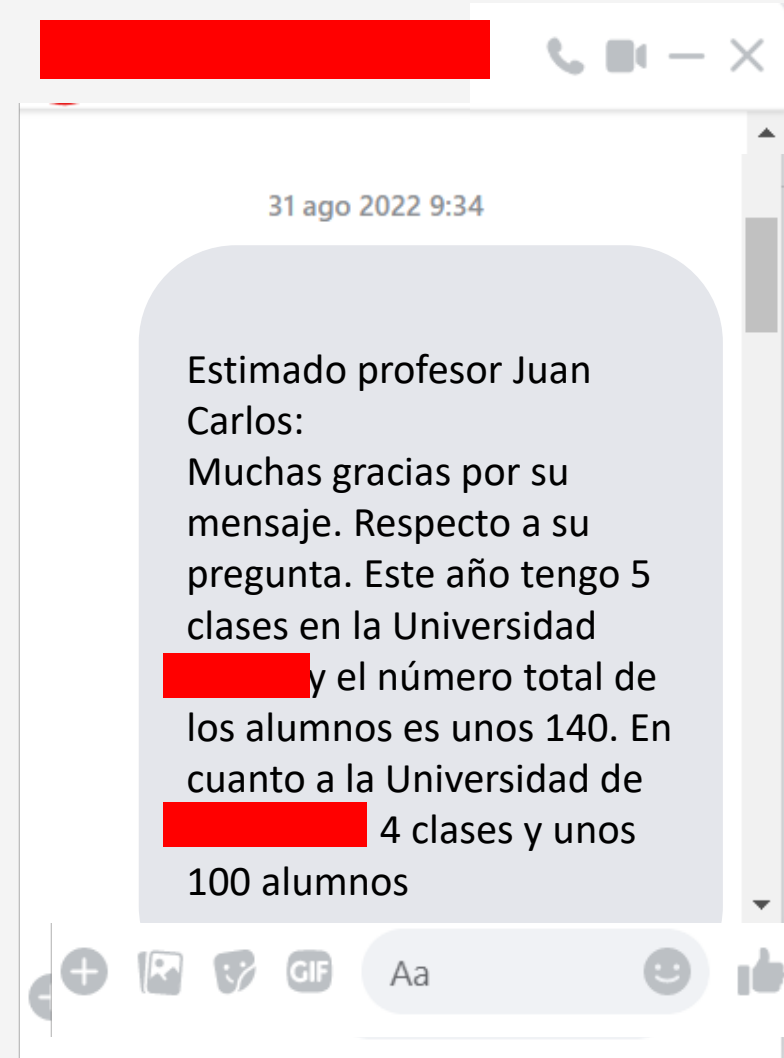 31 ago 2022 9:34
Estimado profesor Juan
Carlos:
Muchas gracias por su
mensaje. Respecto a su
pregunta. Este año tengo 5
clases en la Universidad
y el número total de
los alumnos es unos 140. En
cuanto a la Universidad de
4 clases y unos
100 alumnos
GIF
Aa